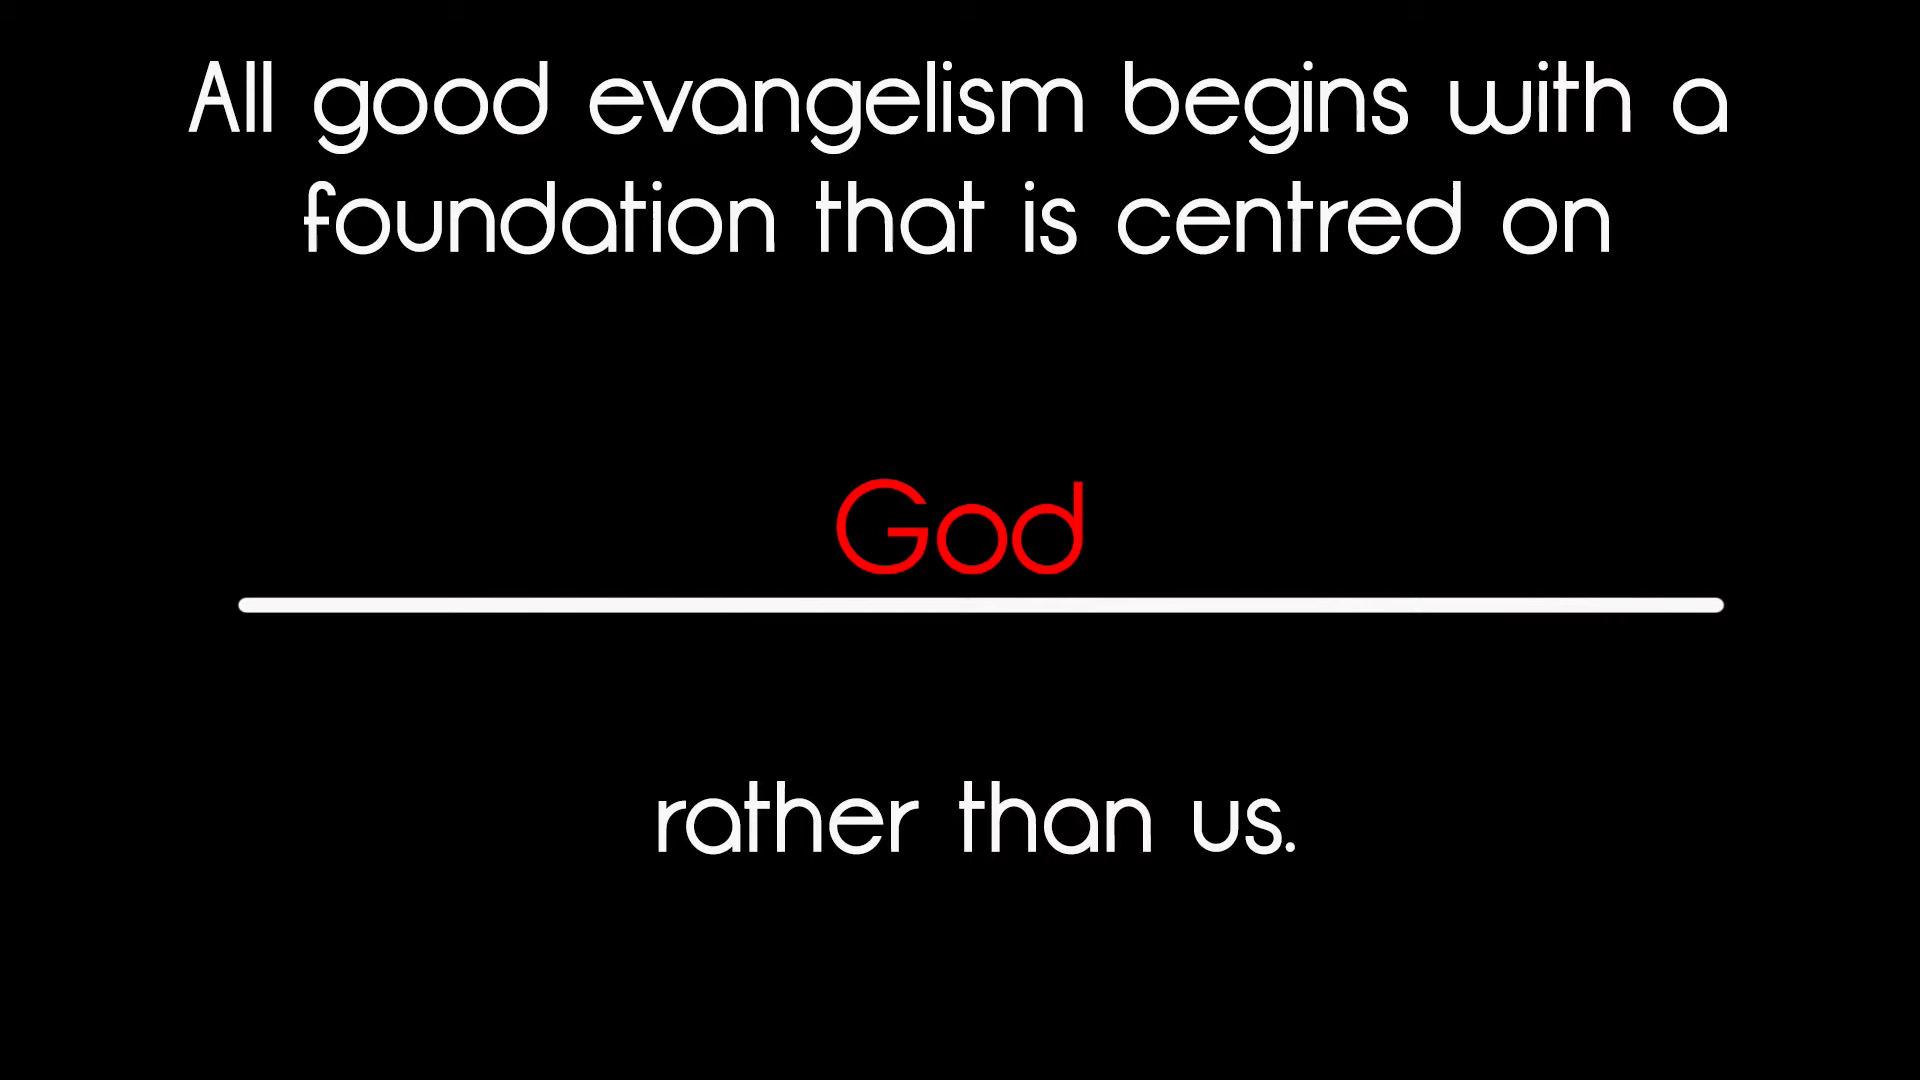 All good evangelism begins with a
foundation that is centred on
God
rather than us.